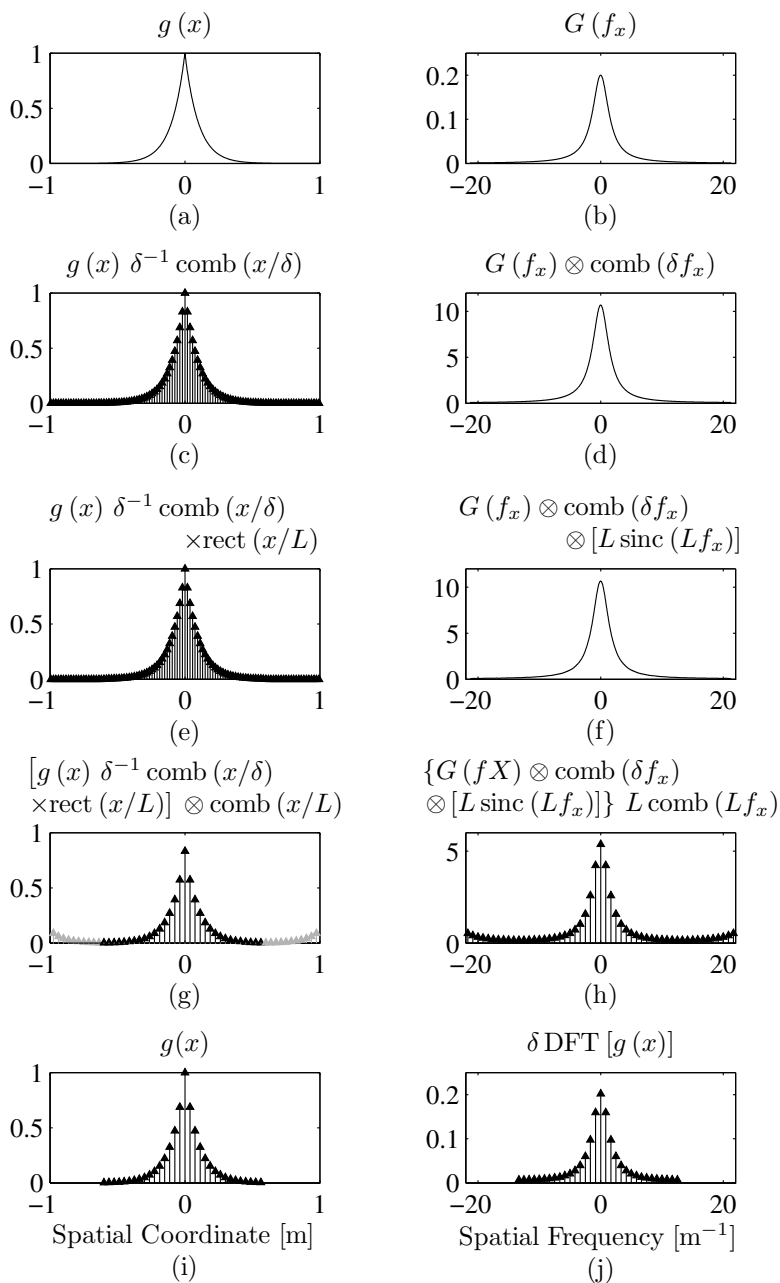 g (x) G (f_x)
1 0.5 0 0.2 0.1 0
−1 0 1 −20 0 20
(a) (b)
g (x) δ^{-1} comb (x/δ) G (f_x) ⊗ comb (δf_x)
1 0.5 0 10 5 0
−1 0 1 −20 0 20
(c) (d)
g (x) δ^{-1} comb (x/δ) G (f_x) ⊗ comb (δf_x)
×rect (x/L) ⊗ [L sinc (Lf_x)]
1 0.5 0 10 5 0
−1 0 1 −20 0 20
(e) (f)
[g (x) δ^{-1} comb (x/δ) {G (fX) ⊗ comb (δf_x)
×rect (x/L)] ⊗ comb (x/L) ⊗ [L sinc (Lf_x)]} L comb (Lf_x)
1 0.5 0 5 0
−1 0 1 −20 0 20
(g) (h)
g(x) δ DFT [g (x)]
1 0.5 0 0.2 0.1 0
−1 0 1 −20 0 20
Spatial Coordinate [m] Spatial Frequency [m^{-1}]
(i) (j)